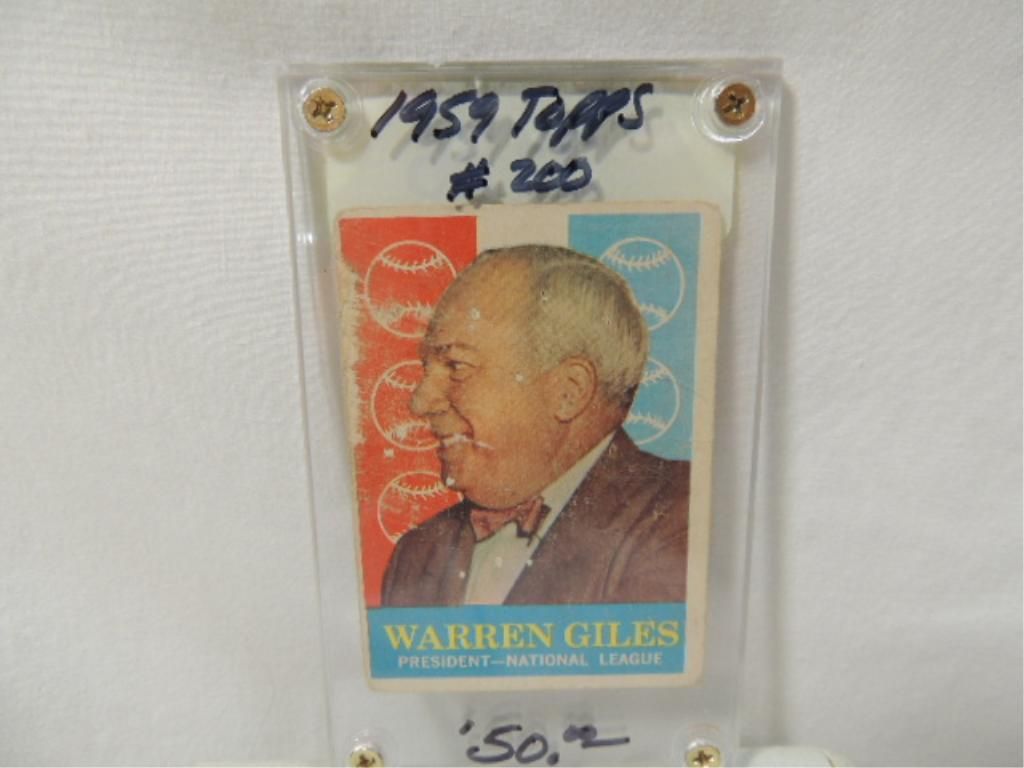 1959 Topps
# 200
WARREN GILES
PRESIDENT—NATIONAL LEAGUE
'50.00